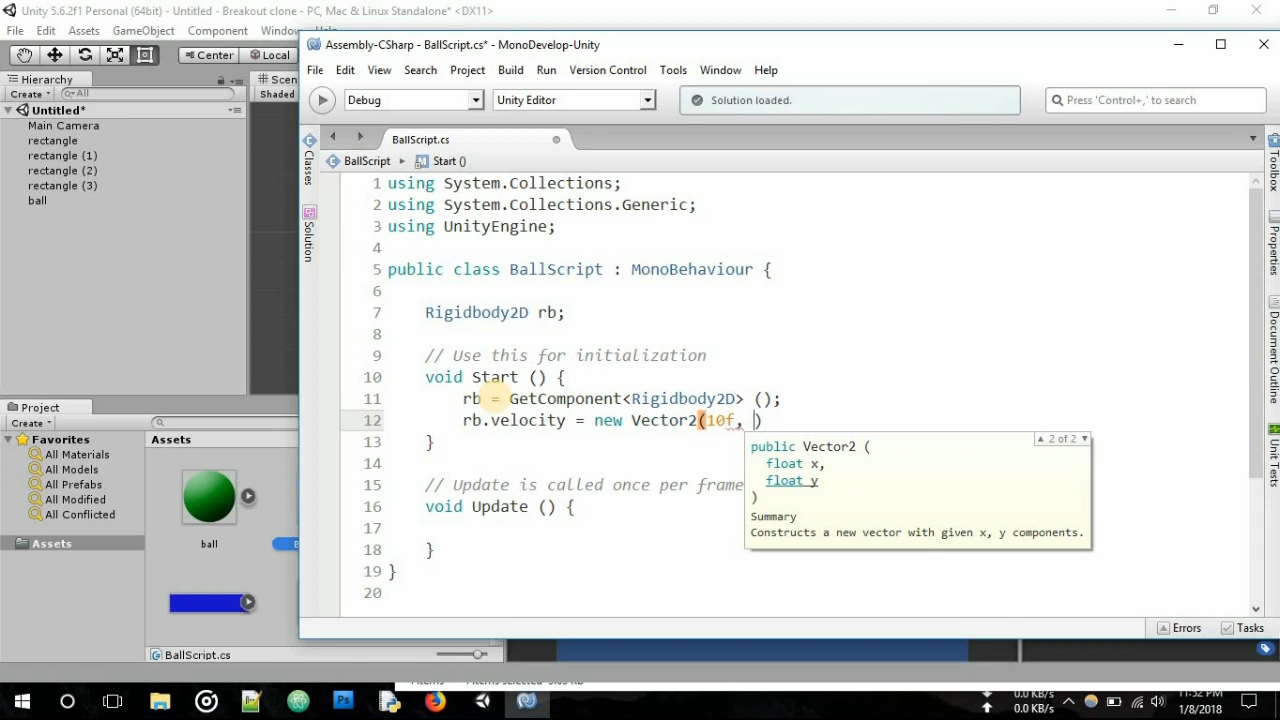 Unity 5.6.2f1 Personal (64bit) - Untitled - Breakout clone - PC, Mac & Linux Standalone* <DX11>
File Edit Assets GameObject Component Window Help
Center Local
Hierarchy
Create All
Untitled*
Main Camera
rectangle
rectangle (1)
rectangle (2)
rectangle (3)
ball
Scen
Shaded
Assembly-CSharp - BallScript.cs* - MonoDevelop-Unity
File Edit View Search Project Build Run Version Control Tools Window Help
Debug Unity Editor Solution loaded. Press 'Control+,' to search
BallScript.cs
BallScript Start ()
Classes
Solution
1 using System.Collections;
2 using System.Collections.Generic;
3 using UnityEngine;
4
5 public class BallScript : MonoBehaviour {
6
7 Rigidbody2D rb;
8
9 // Use this for initialization
10 void Start () {
11 rb = GetComponent<Rigidbody2D> ();
12 rb.velocity = new Vector2(10f, )
13 }
14
15 // Update is called once per frame
16 void Update () {
17
18 }
19 }
20
2 of 2
public Vector2 (
float x,
float y
)
Summary
Constructs a new vector with given x, y components.
Toolbox
Properties
Document Outline
Unit Tests
Errors Tasks
Project
Create
Favorites
All Materials
All Models
All Prefabs
All Modified
All Conflicted
Assets
Assets
ball
BallScript.cs
0.0 KB/s
0.0 KB/s
11:52 PM
1/8/2018